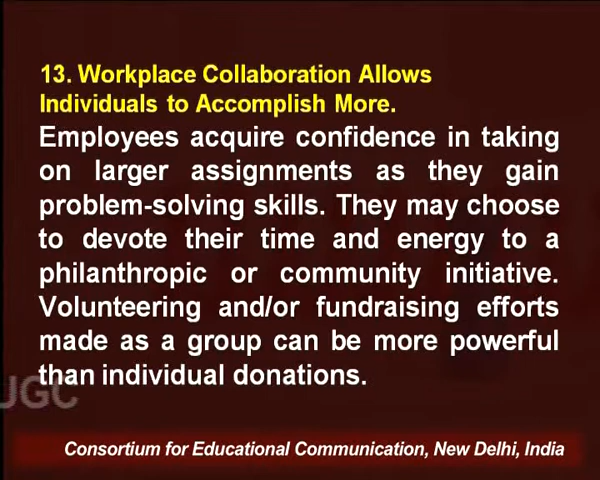 13. Workplace Collaboration Allows
Individuals to Accomplish More.
Employees acquire confidence in taking
on larger assignments as they gain
problem-solving skills. They may choose
to devote their time and energy to a
philanthropic or community initiative.
Volunteering and/or fundraising efforts
made as a group can be more powerful
than individual donations.
UGC
Consortium for Educational Communication, New Delhi, India